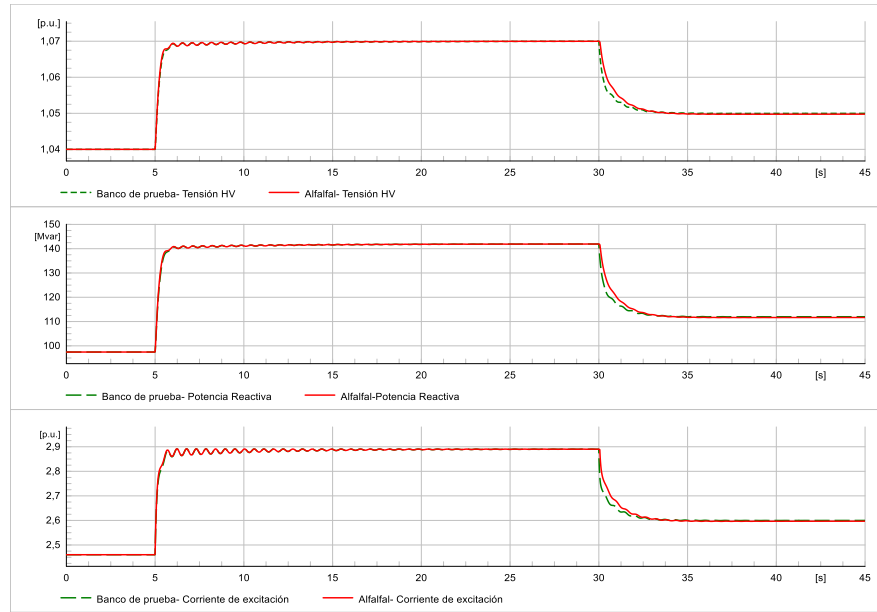 [p.u.]
1,07
1,06
1,05
1,04
0 5 10 15 20 25 30 35 40 [s] 45
Banco de prueba- Tensión HV Alfalfal- Tensión HV
150
[Mvar]
140
130
120
110
100
0 5 10 15 20 25 30 35 40 [s] 45
Banco de prueba- Potencia Reactiva Alfalfal-Potencia Reactiva
[p.u.]
2,9
2,8
2,7
2,6
2,5
0 5 10 15 20 25 30 35 40 [s] 45
Banco de prueba- Corriente de excitación Alfalfal- Corriente de excitación